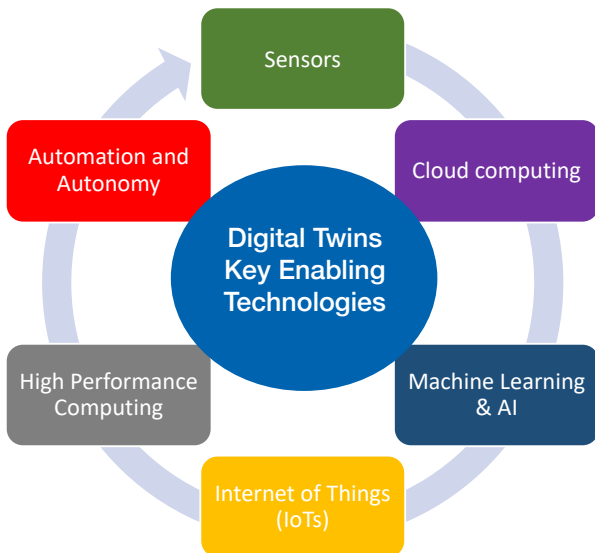 Sensors
Cloud computing
Machine Learning
& AI
Internet of Things
(IoTs)
High Performance
Computing
Automation and
Autonomy
Digital Twins
Key Enabling
Technologies